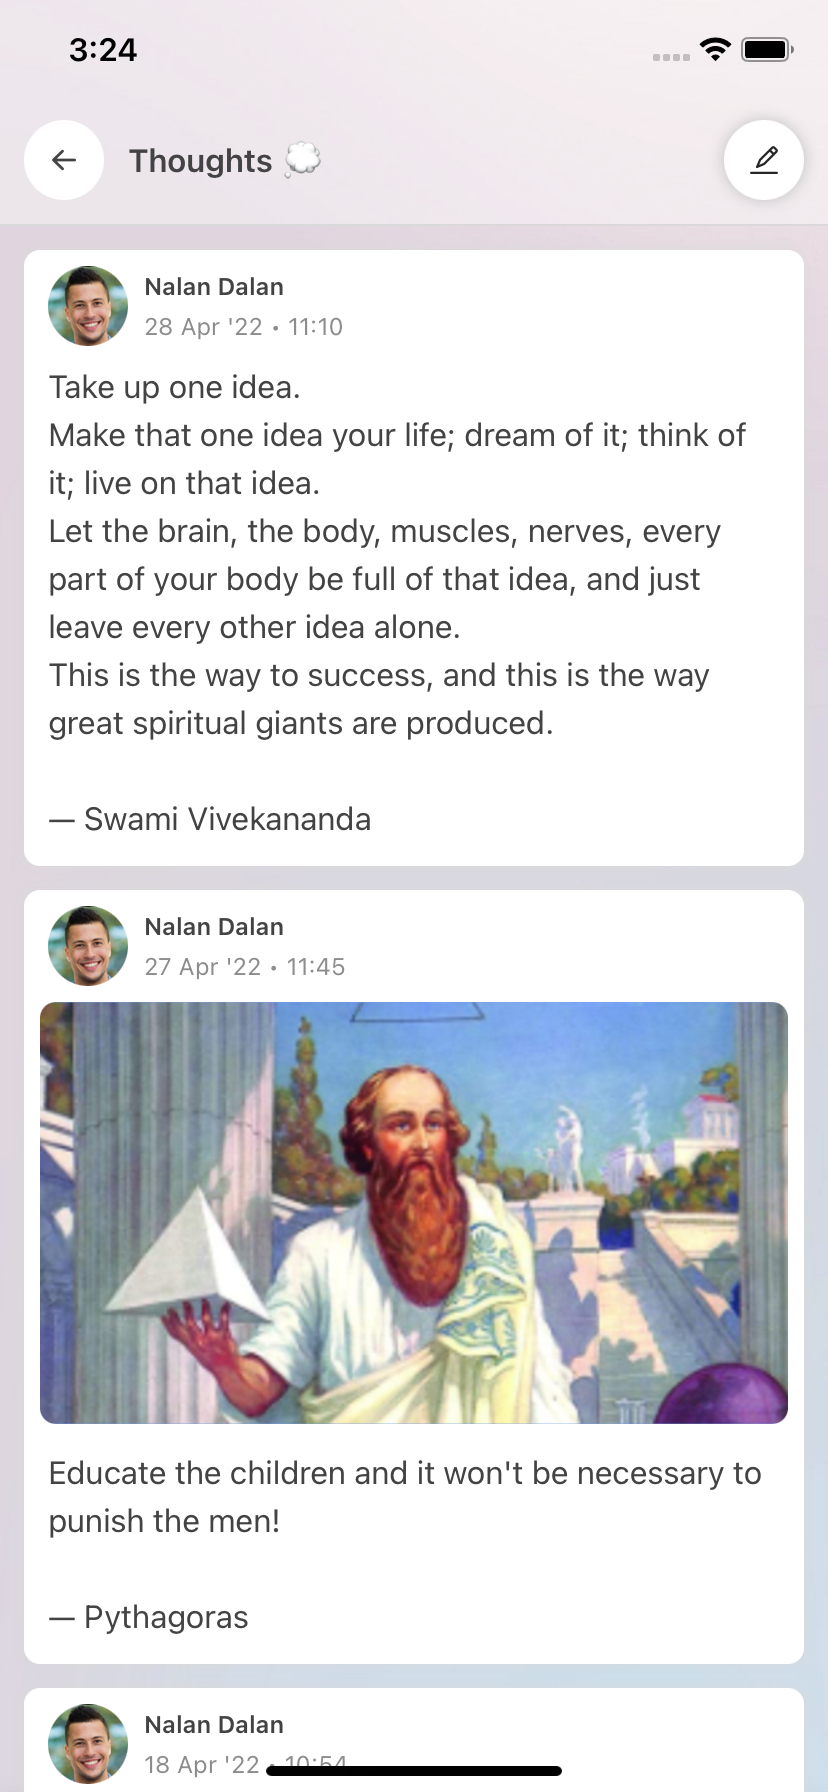 3:24
Thoughts 💭
Nalan Dalan
28 Apr '22 • 11:10
Take up one idea.
Make that one idea your life; dream of it; think of
it; live on that idea.
Let the brain, the body, muscles, nerves, every
part of your body be full of that idea, and just
leave every other idea alone.
This is the way to success, and this is the way
great spiritual giants are produced.
— Swami Vivekananda
Nalan Dalan
27 Apr '22 • 11:45
Educate the children and it won't be necessary to
punish the men!
— Pythagoras
Nalan Dalan
18 Apr '22 • 10:54